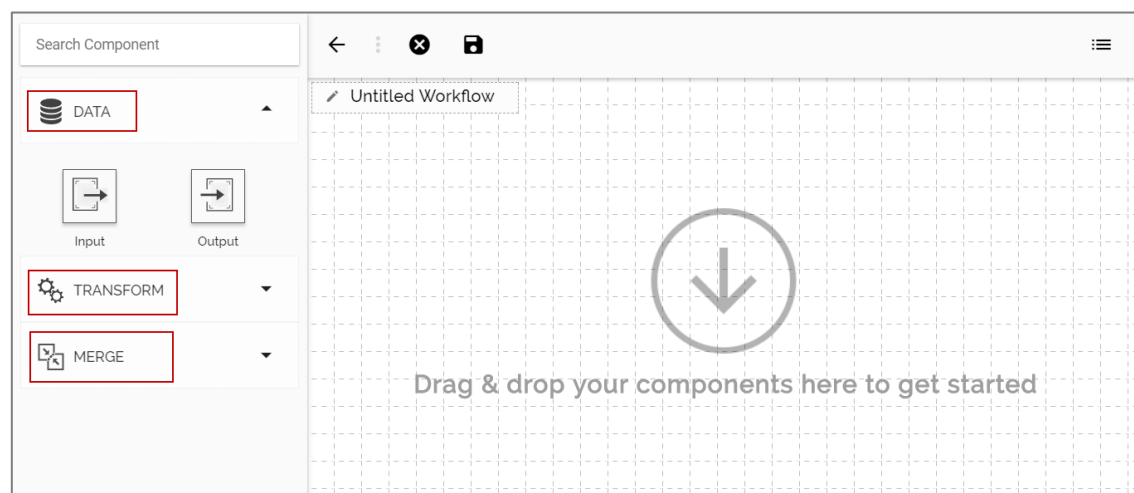 Search Component
DATA
Input
Output
TRANSFORM
MERGE
Untitled Workflow
Drag & drop your components here to get started